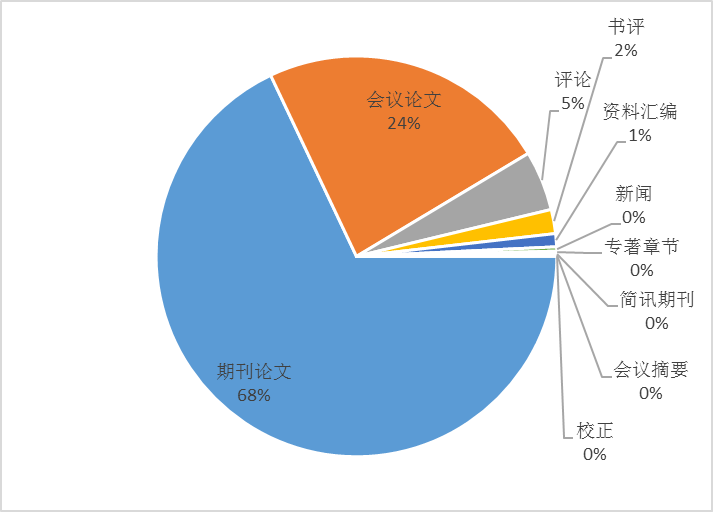 书评
2%
评论
5%
会议论文
24%
资料汇编
1%
新闻
0%
专著章节
0%
简讯期刊
0%
期刊论文
68%
会议摘要
0%
校正
0%